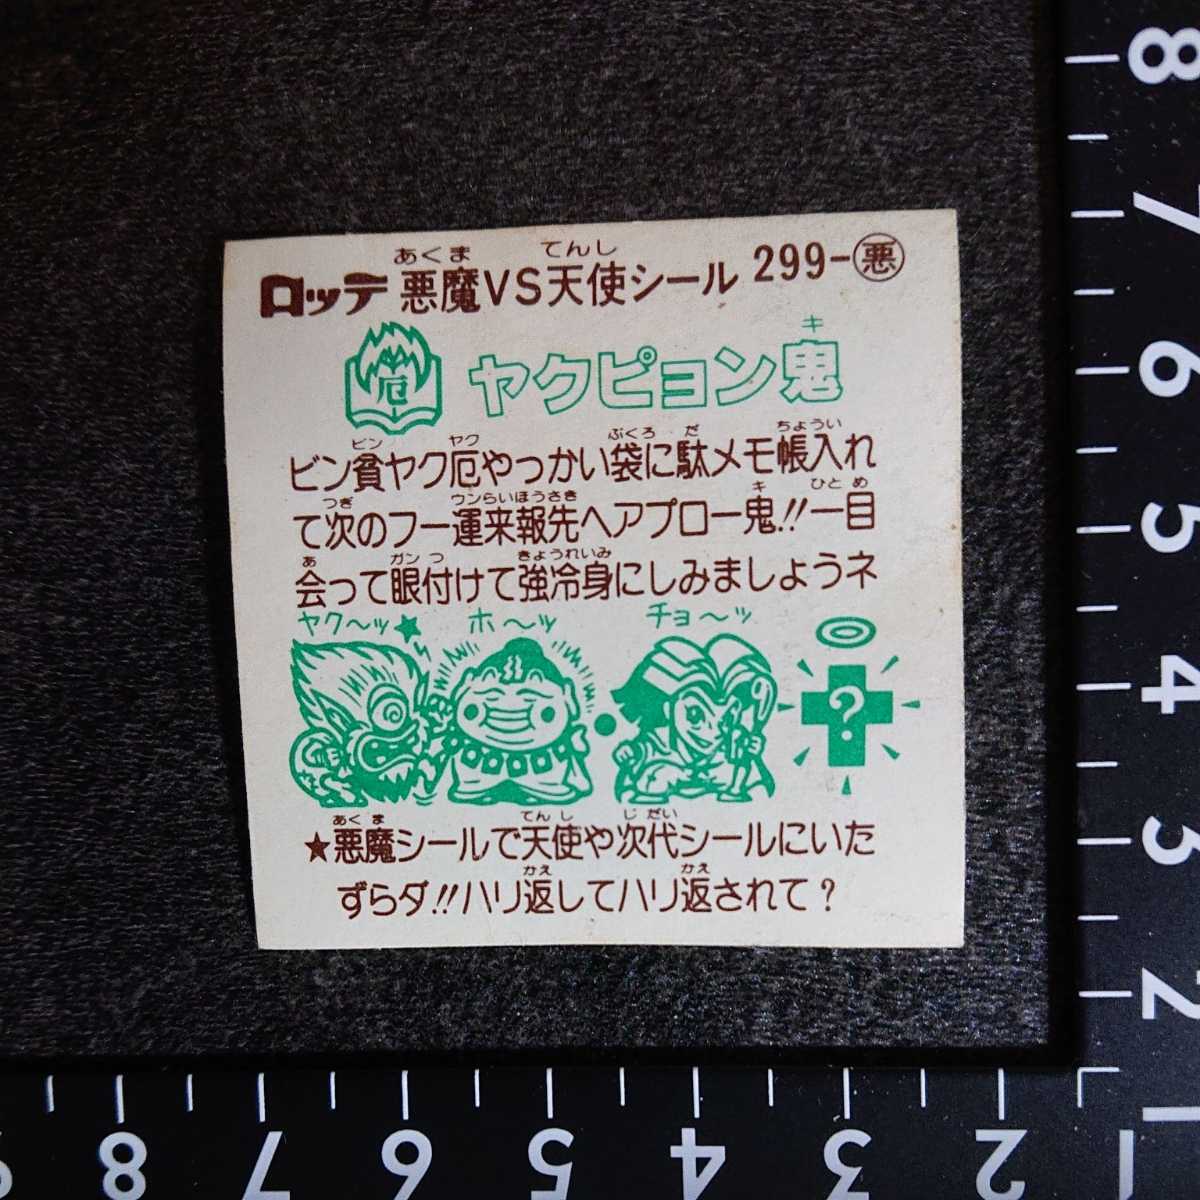 あくま てんし
ロッテ 悪魔VS天使シール 299-悪
キ
厄 ヤクピョン鬼
ビン ヤク ぶくろ だ ちょうい
ビン貧ヤク厄やっかい袋に駄メモ帳入れ
つぎ ウンらいほうさき キ ひとめ
て次のフー運来報先へアプロー鬼!!一目
あ ガンつ きょうれいみ
会って眼付けて強冷身にしみましょうネ
ヤク〜ッ★ ホ〜ッ チョ〜ッ
?
あくま てんし じだい
★悪魔シールで天使や次代シールにいた
かえ かえ
ずらダ!!ハリ返してハリ返されて?
8
7
6
5
4
3
2
1
8 7 6 5 4 3 2 1